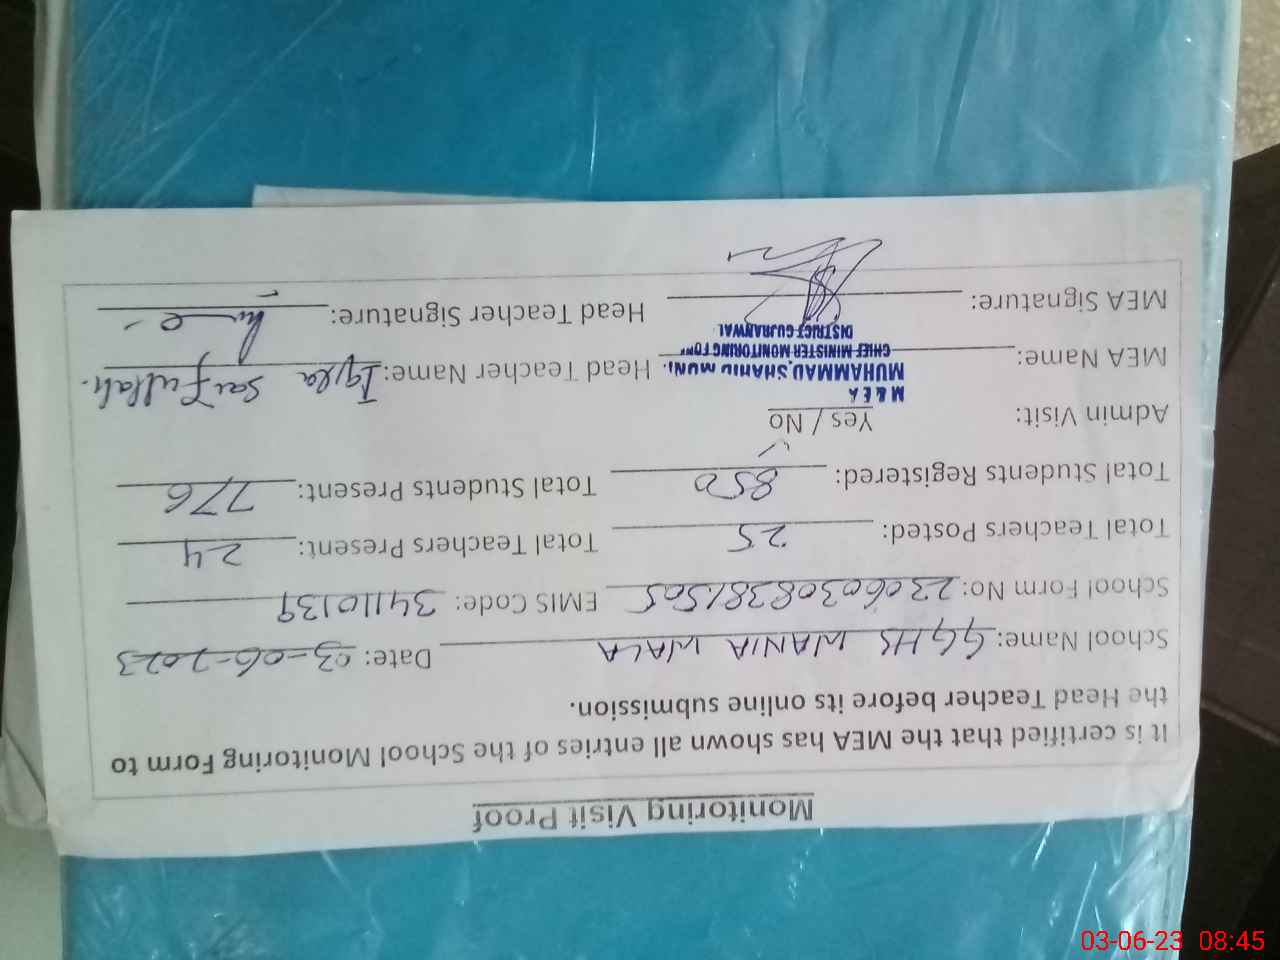 Monitoring Visit Proof
It is certified that the MEA has shown all entries of the School Monitoring Form to
the Head Teacher before its online submission.
School Name: GGHS WANIA WALA Date: 03-06-2023
School Form No: 23060308381505 EMIS Code: 34110139
Total Teachers Posted: 25 Total Teachers Present: 24
Total Students Registered: 850 Total Students Present: 776
Admin Visit: Yes / No
M & E A
MEA Name: MUHAMMAD SHAHID MUNI Head Teacher Name: Iqra Saifullah.
CHIEF MINISTER MONITORING FORC
DISTRICT GUJRANWAL
MEA Signature: Head Teacher Signature:
03-06-23 08:45